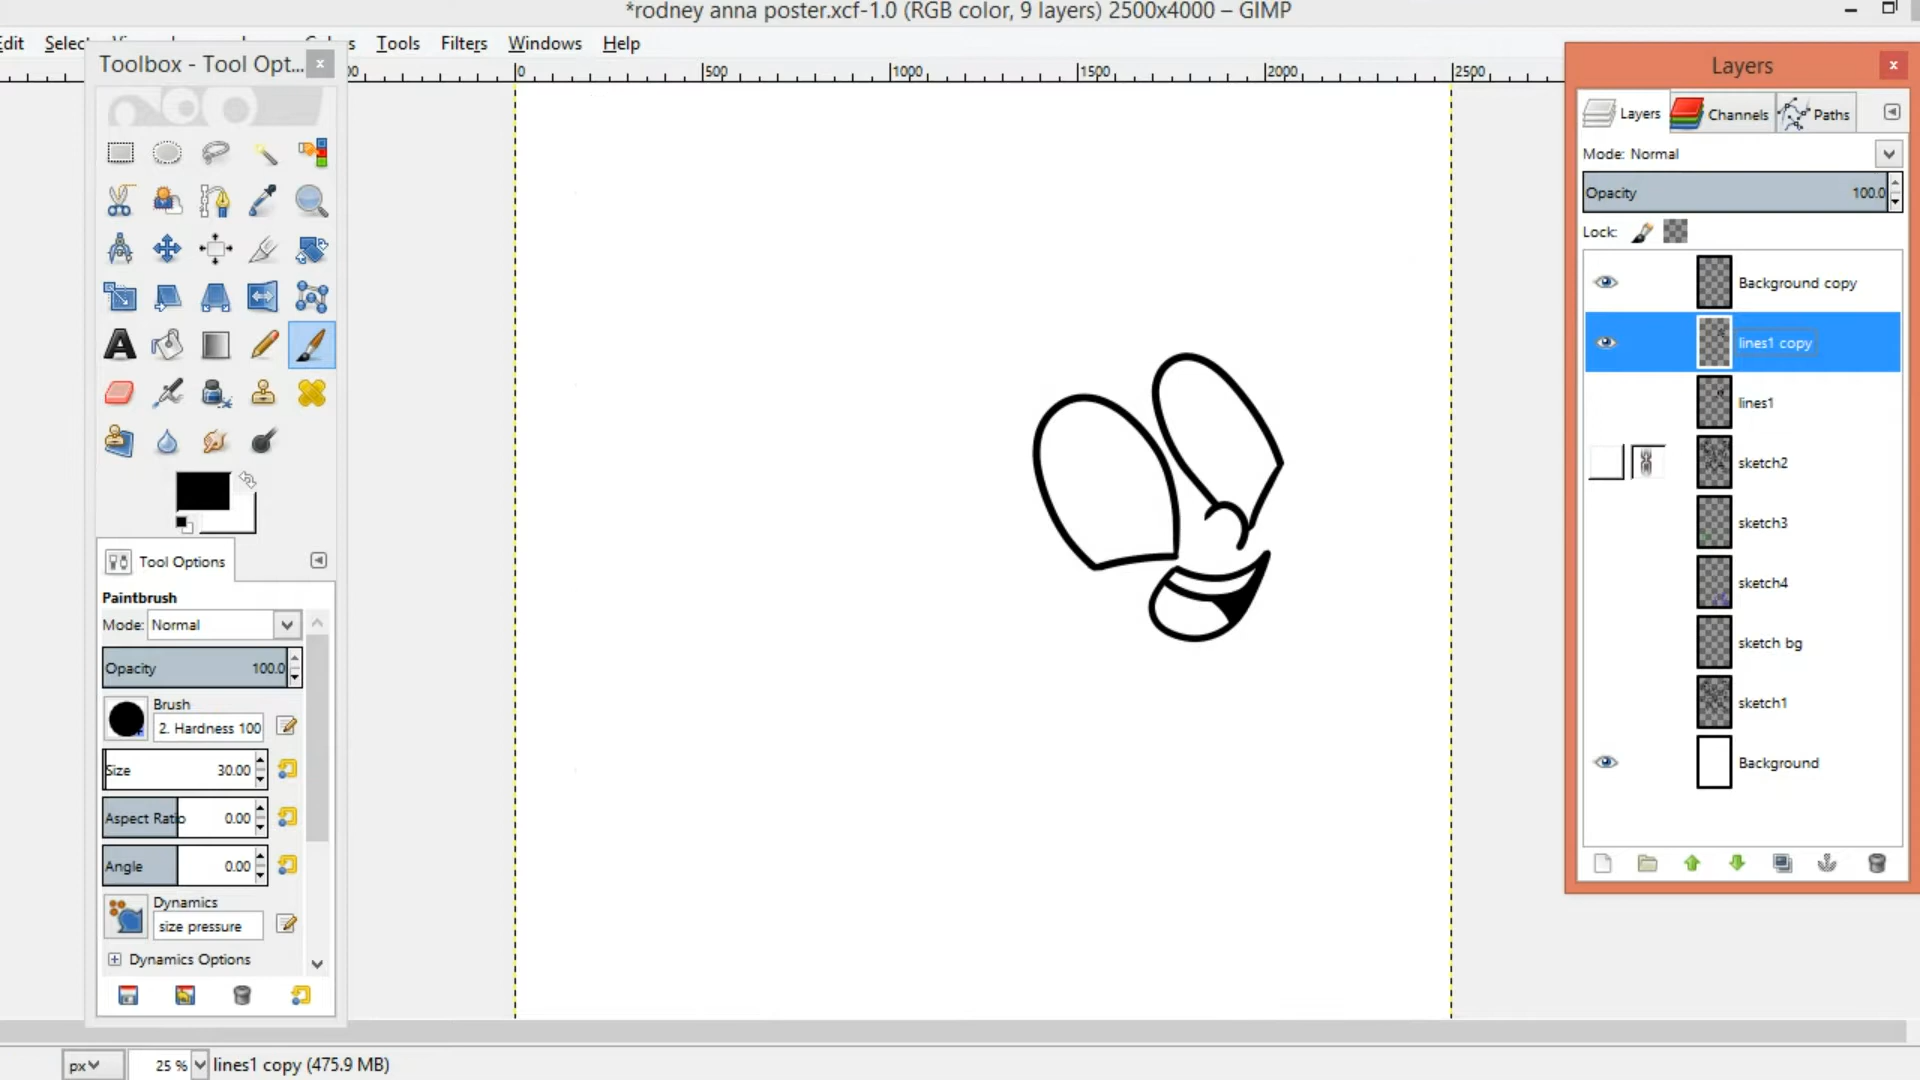 *rodney anna poster.xcf-1.0 (RGB color, 9 layers) 2500x4000 – GIMP
Edit Select Tools Filters Windows Help
Toolbox - Tool Opt...
0 500 1000 1500 2000 2500
Layers
Layers Channels Paths
Mode: Normal
Opacity 100.0
Lock:
Background copy
lines1 copy
lines1
sketch2
sketch3
sketch4
sketch bg
sketch1
Background
Tool Options
Paintbrush
Mode: Normal
Opacity 100.0
Brush
2. Hardness 100
Size 30.00
Aspect Ratio 0.00
Angle 0.00
Dynamics
size pressure
Dynamics Options
px 25 % lines1 copy (475.9 MB)